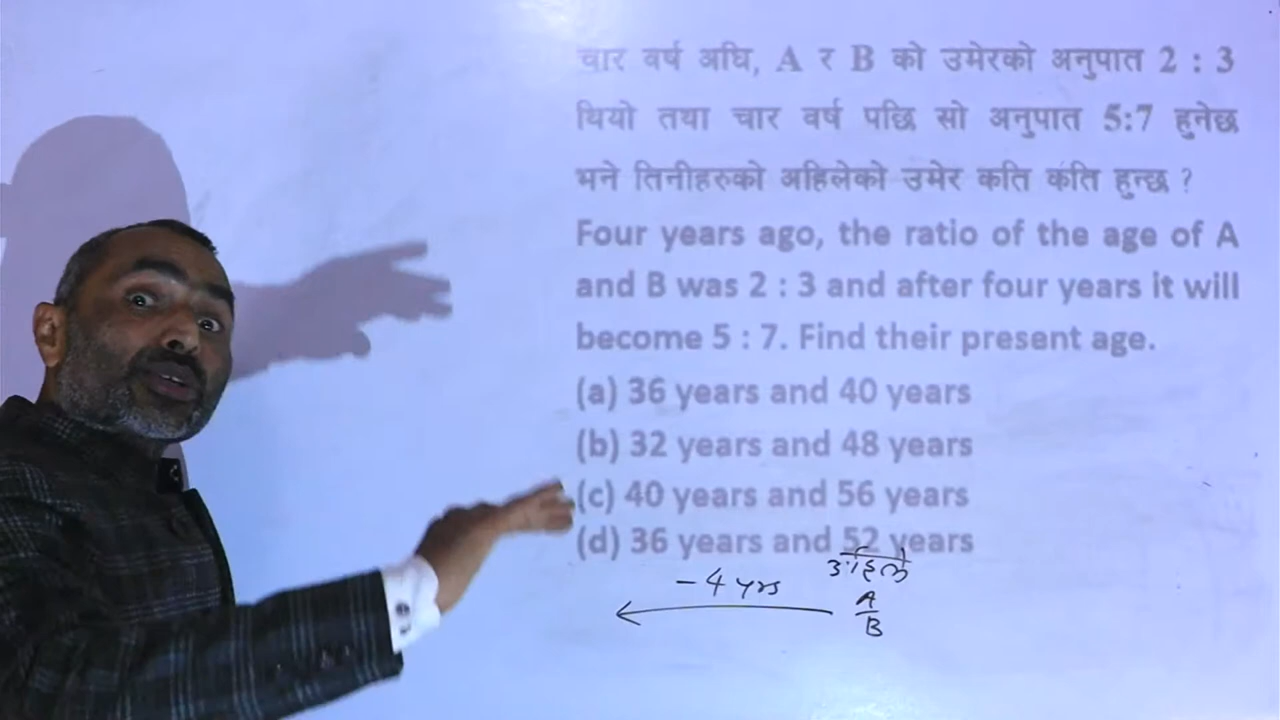 चार वर्ष अघि, A र B को उमेरको अनुपात 2 : 3
थियो तथा चार वर्ष पछि सो अनुपात 5:7 हुनेछ
भने तिनीहरुको अहिलेको उमेर कति कति हुन्छ ?
Four years ago, the ratio of the age of A
and B was 2 : 3 and after four years it will
become 5 : 7. Find their present age.
(a) 36 years and 40 years
(b) 32 years and 48 years
(c) 40 years and 56 years
(d) 36 years and 52 years
-4 yrs
अहिले
A
B